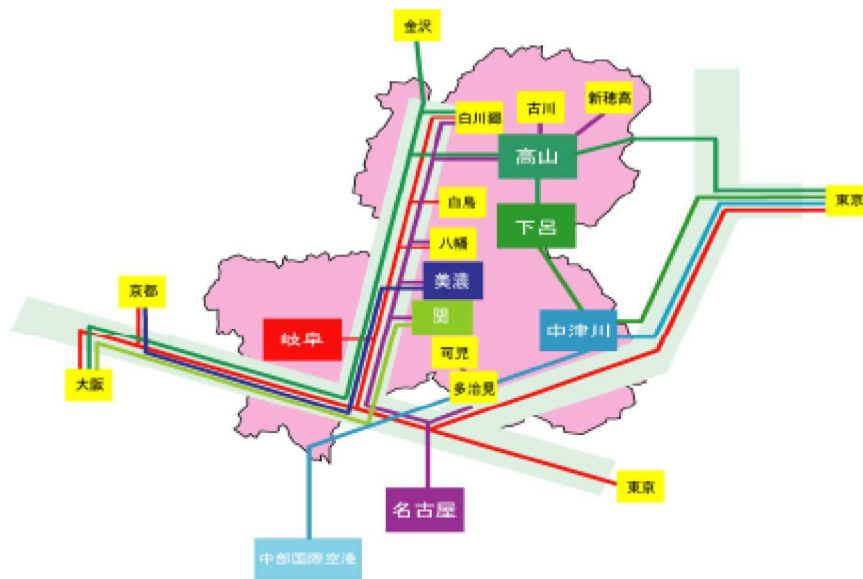 金沢
白川郷
古川
新穂高
高山
白鳥
東京
下呂
八幡
美濃
京都
関
中津川
岐阜
可児
大阪
多治見
東京
名古屋
中部国際空港